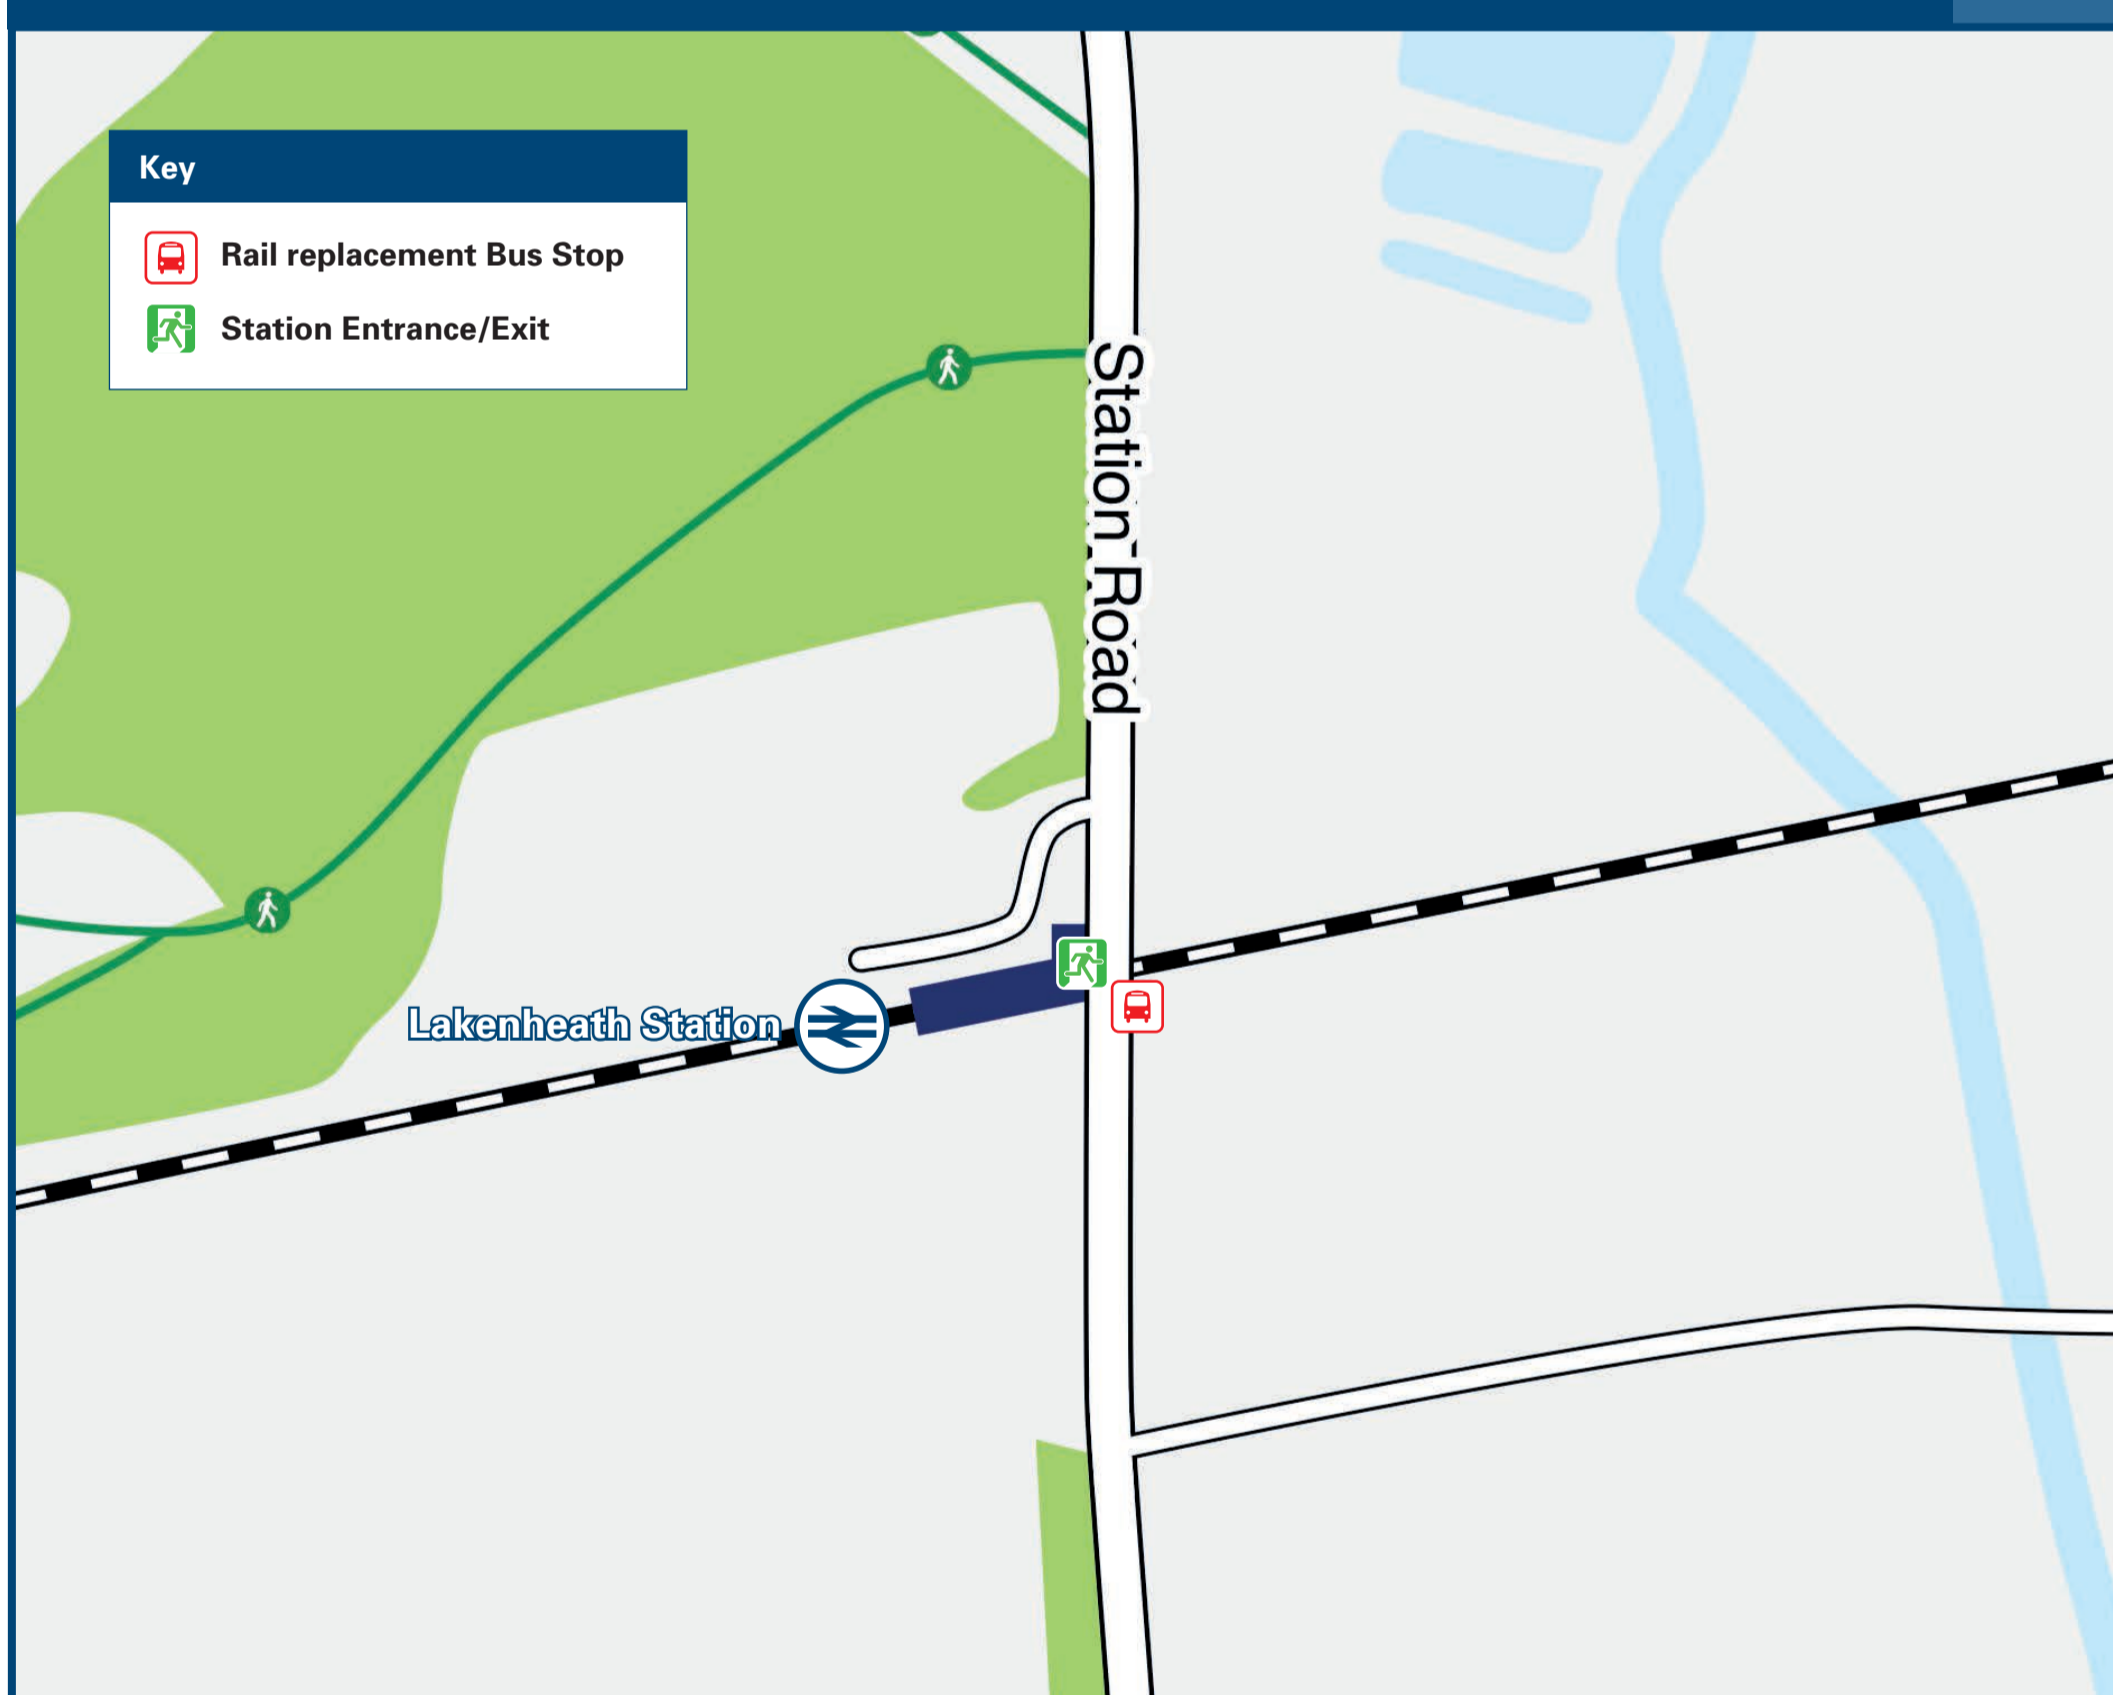 Key
Rail replacement Bus Stop
Station Entrance/Exit
Station Road
Lakenheath Station